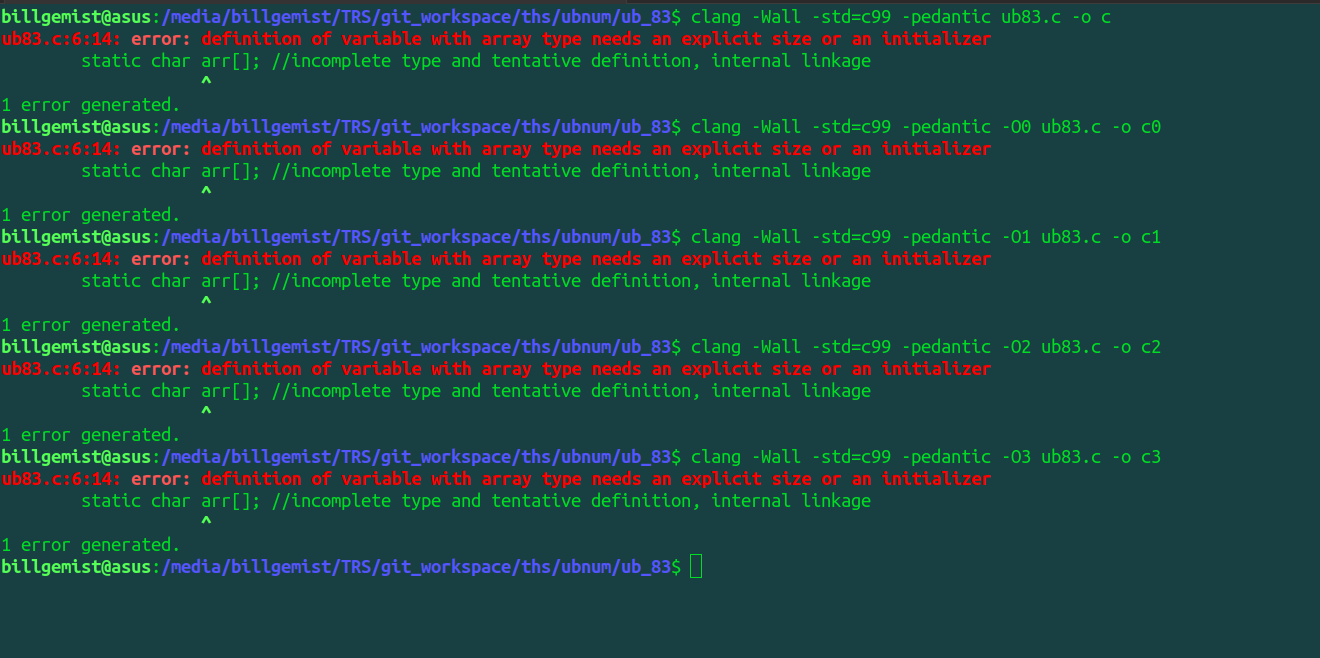 billgemist@asus:/media/billgemist/TRS/git_workspace/ths/ubnum/ub_83$ clang -Wall -std=c99 -pedantic ub83.c -o c
ub83.c:6:14: error: definition of variable with array type needs an explicit size or an initializer
        static char arr[]; //incomplete type and tentative definition, internal linkage
                    ^
1 error generated.
billgemist@asus:/media/billgemist/TRS/git_workspace/ths/ubnum/ub_83$ clang -Wall -std=c99 -pedantic -O0 ub83.c -o c0
ub83.c:6:14: error: definition of variable with array type needs an explicit size or an initializer
        static char arr[]; //incomplete type and tentative definition, internal linkage
                    ^
1 error generated.
billgemist@asus:/media/billgemist/TRS/git_workspace/ths/ubnum/ub_83$ clang -Wall -std=c99 -pedantic -O1 ub83.c -o c1
ub83.c:6:14: error: definition of variable with array type needs an explicit size or an initializer
        static char arr[]; //incomplete type and tentative definition, internal linkage
                    ^
1 error generated.
billgemist@asus:/media/billgemist/TRS/git_workspace/ths/ubnum/ub_83$ clang -Wall -std=c99 -pedantic -O2 ub83.c -o c2
ub83.c:6:14: error: definition of variable with array type needs an explicit size or an initializer
        static char arr[]; //incomplete type and tentative definition, internal linkage
                    ^
1 error generated.
billgemist@asus:/media/billgemist/TRS/git_workspace/ths/ubnum/ub_83$ clang -Wall -std=c99 -pedantic -O3 ub83.c -o c3
ub83.c:6:14: error: definition of variable with array type needs an explicit size or an initializer
        static char arr[]; //incomplete type and tentative definition, internal linkage
                    ^
1 error generated.
billgemist@asus:/media/billgemist/TRS/git_workspace/ths/ubnum/ub_83$